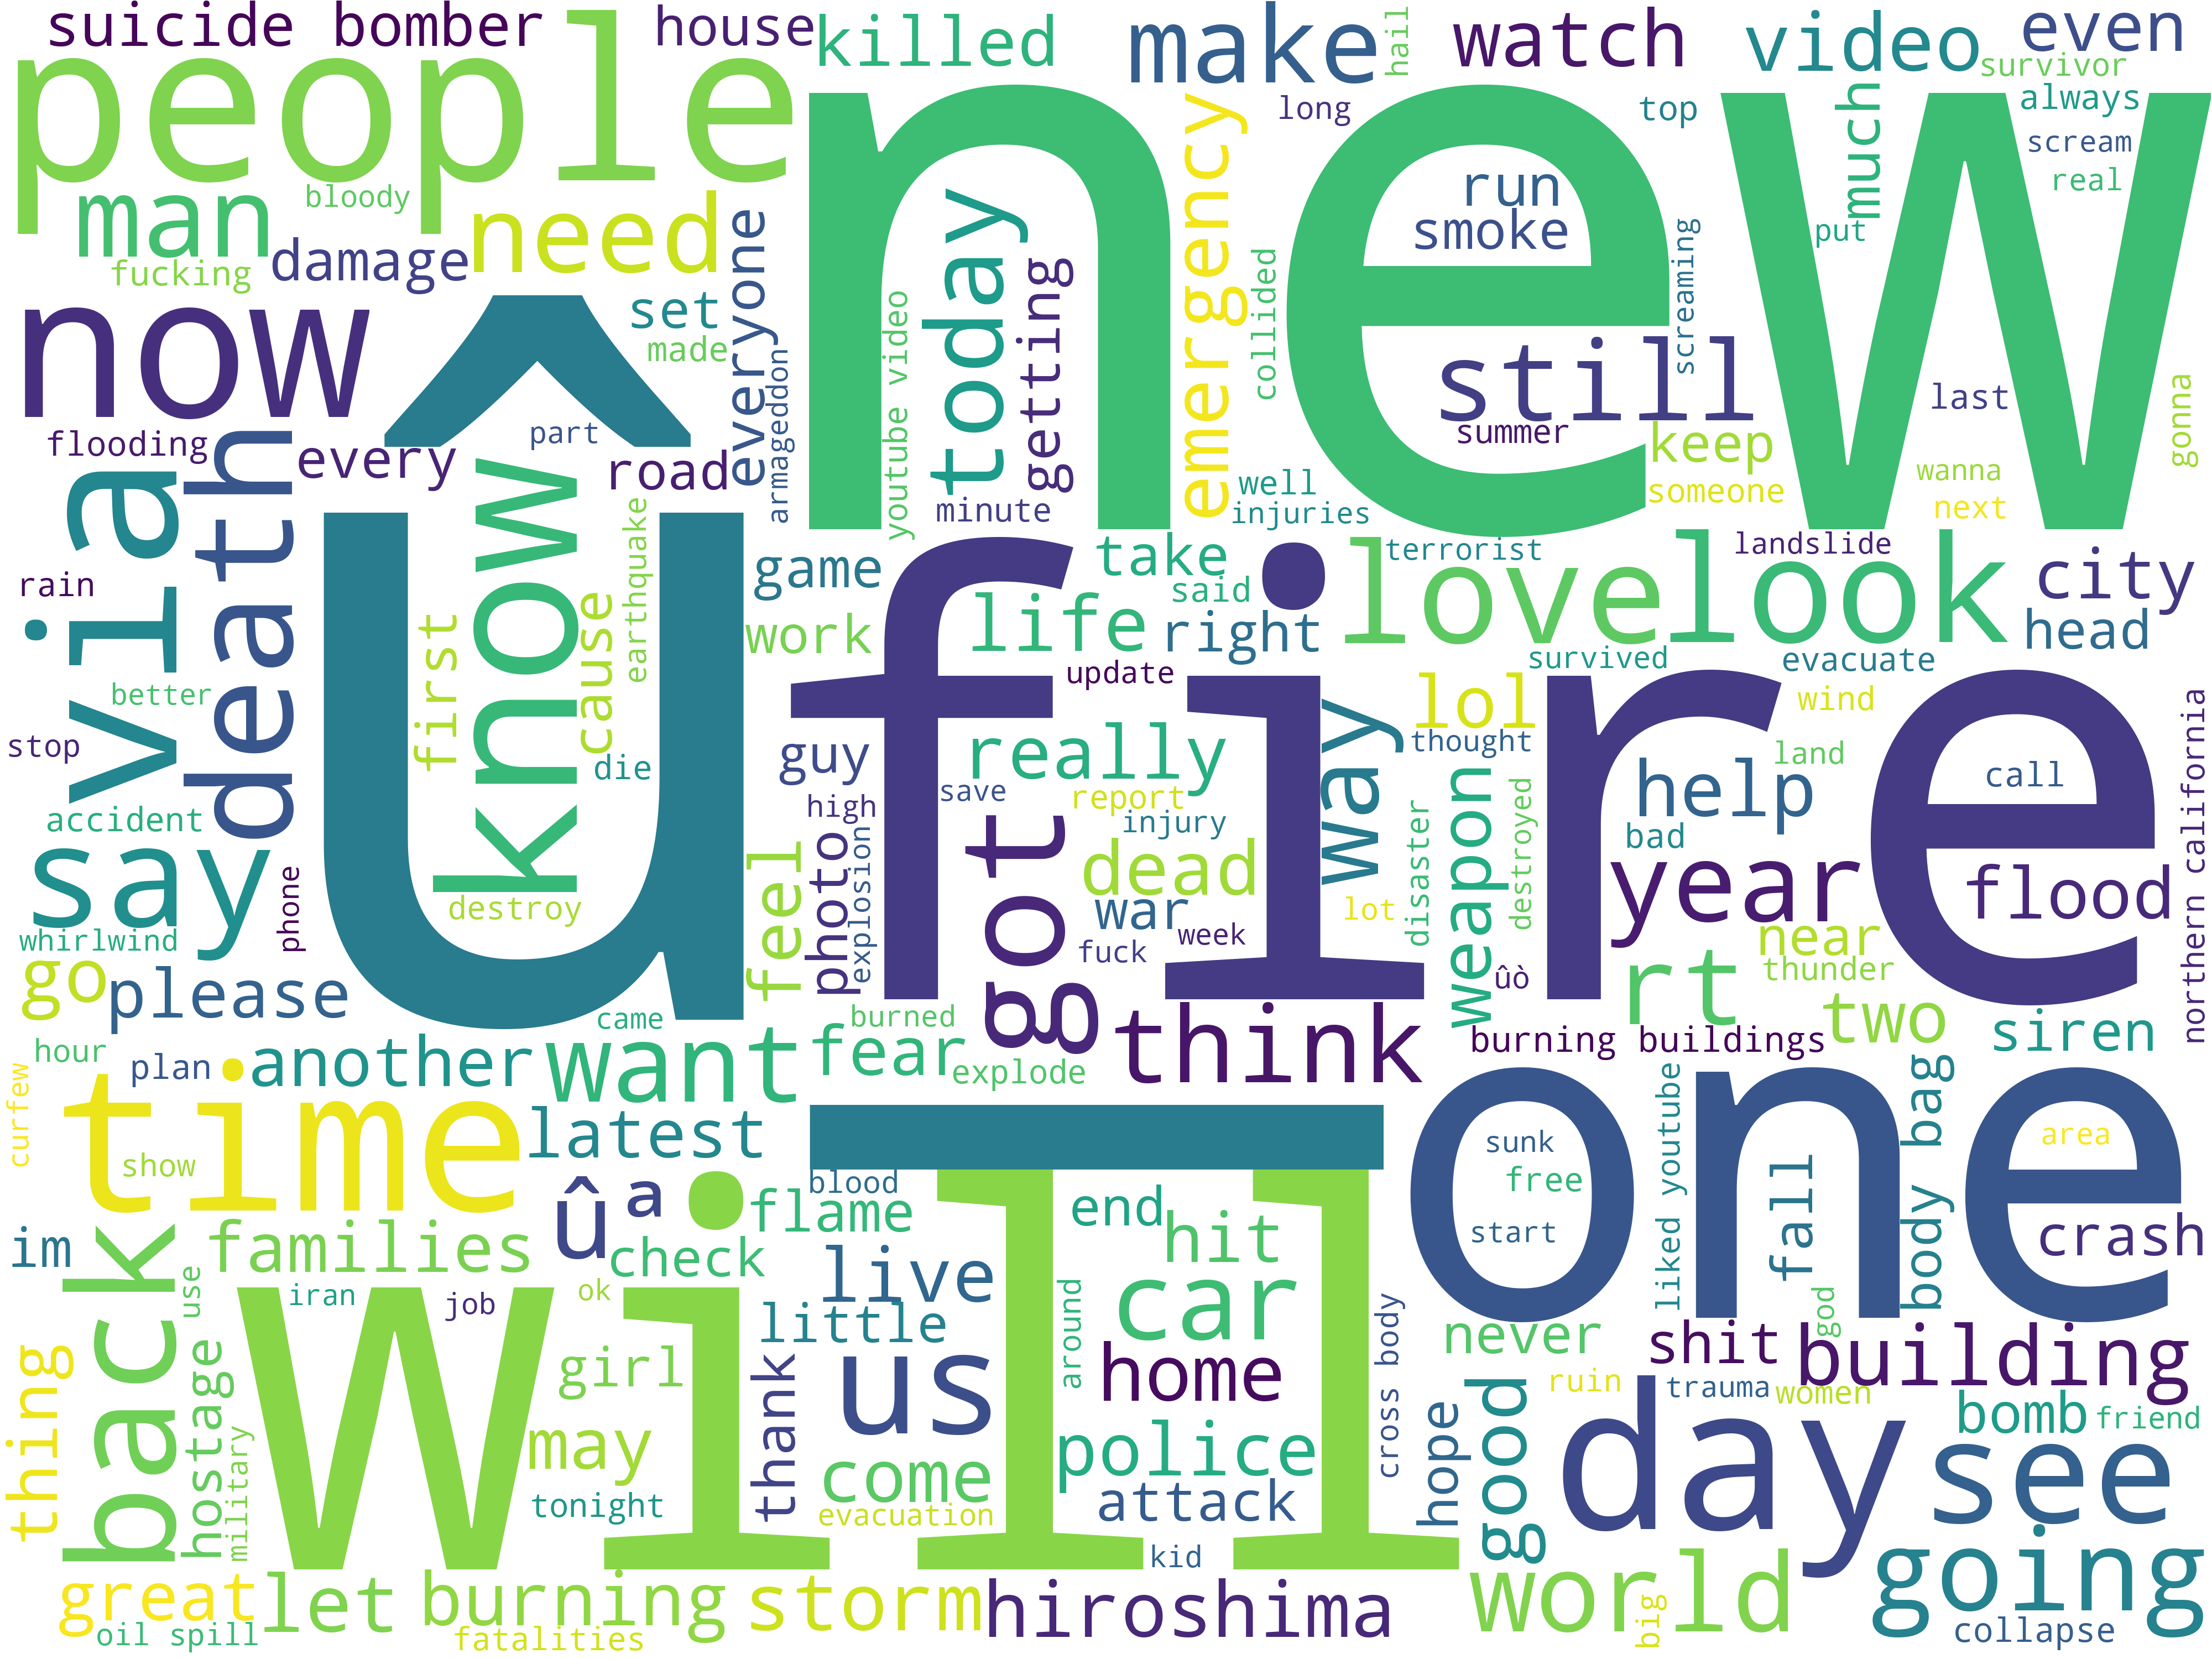 suicide bomber
house
killed
make
hail
watch
video
even
survivor
people
new
long
top
much
always
scream
real
man
bloody
need
everyone
today
emergency
run
smoke
put
fucking
damage
set
made
getting
collided
screaming
now
youtube video
armageddon
still
last
gonna
flooding
every
part
road
summer
keep
wanna
via
death
û_
know
earthquake
minute
well
injuries
someone
next
rain
first
cause
game
take
said
terrorist
love
look
landslide
city
work
life
right
head
better
die
update
survived
evacuate
fire
stop
guy
really
way
lol
thought
wind
land
northern california
accident
high
save
report
injury
help
call
say
phone
destroy
feel
photo
explosion
got
dead
war
week
lot
disaster
weapon
destroyed
bad
year
flood
whirlwind
fuck
ûò
near
go
please
rt
thunder
two
came
burned
siren
hour
plan
another
want
fear
explode
think
burning buildings
curfew
time
latest
one
sunk
liked youtube
body bag
area
show
ûª
blood
flame
end
hit
free
fall
im
back
families
check
live
start
crash
use
iran
job
ok
little
car
around
cross body
god
thing
hostage
will
girl
thank
us
home
never
shit
building
ruin
trauma
women
military
may
come
police
hope
good
day
bomb
friend
see
tonight
evacuation
attack
kid
great
let
burning
storm
hiroshima
world
big
going
oil spill
fatalities
collapse